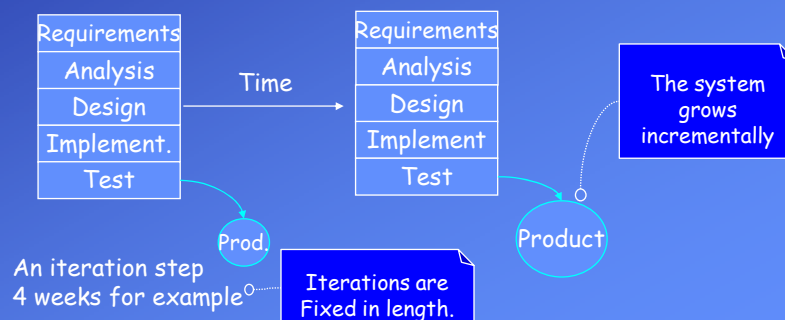 Requirements
Analysis
Design
Implement.
Test
Time
Requirements
Analysis
Design
Implement
Test
The system
grows
incrementally
Prod.
Product
An iteration step
4 weeks for example
Iterations are
Fixed in length.